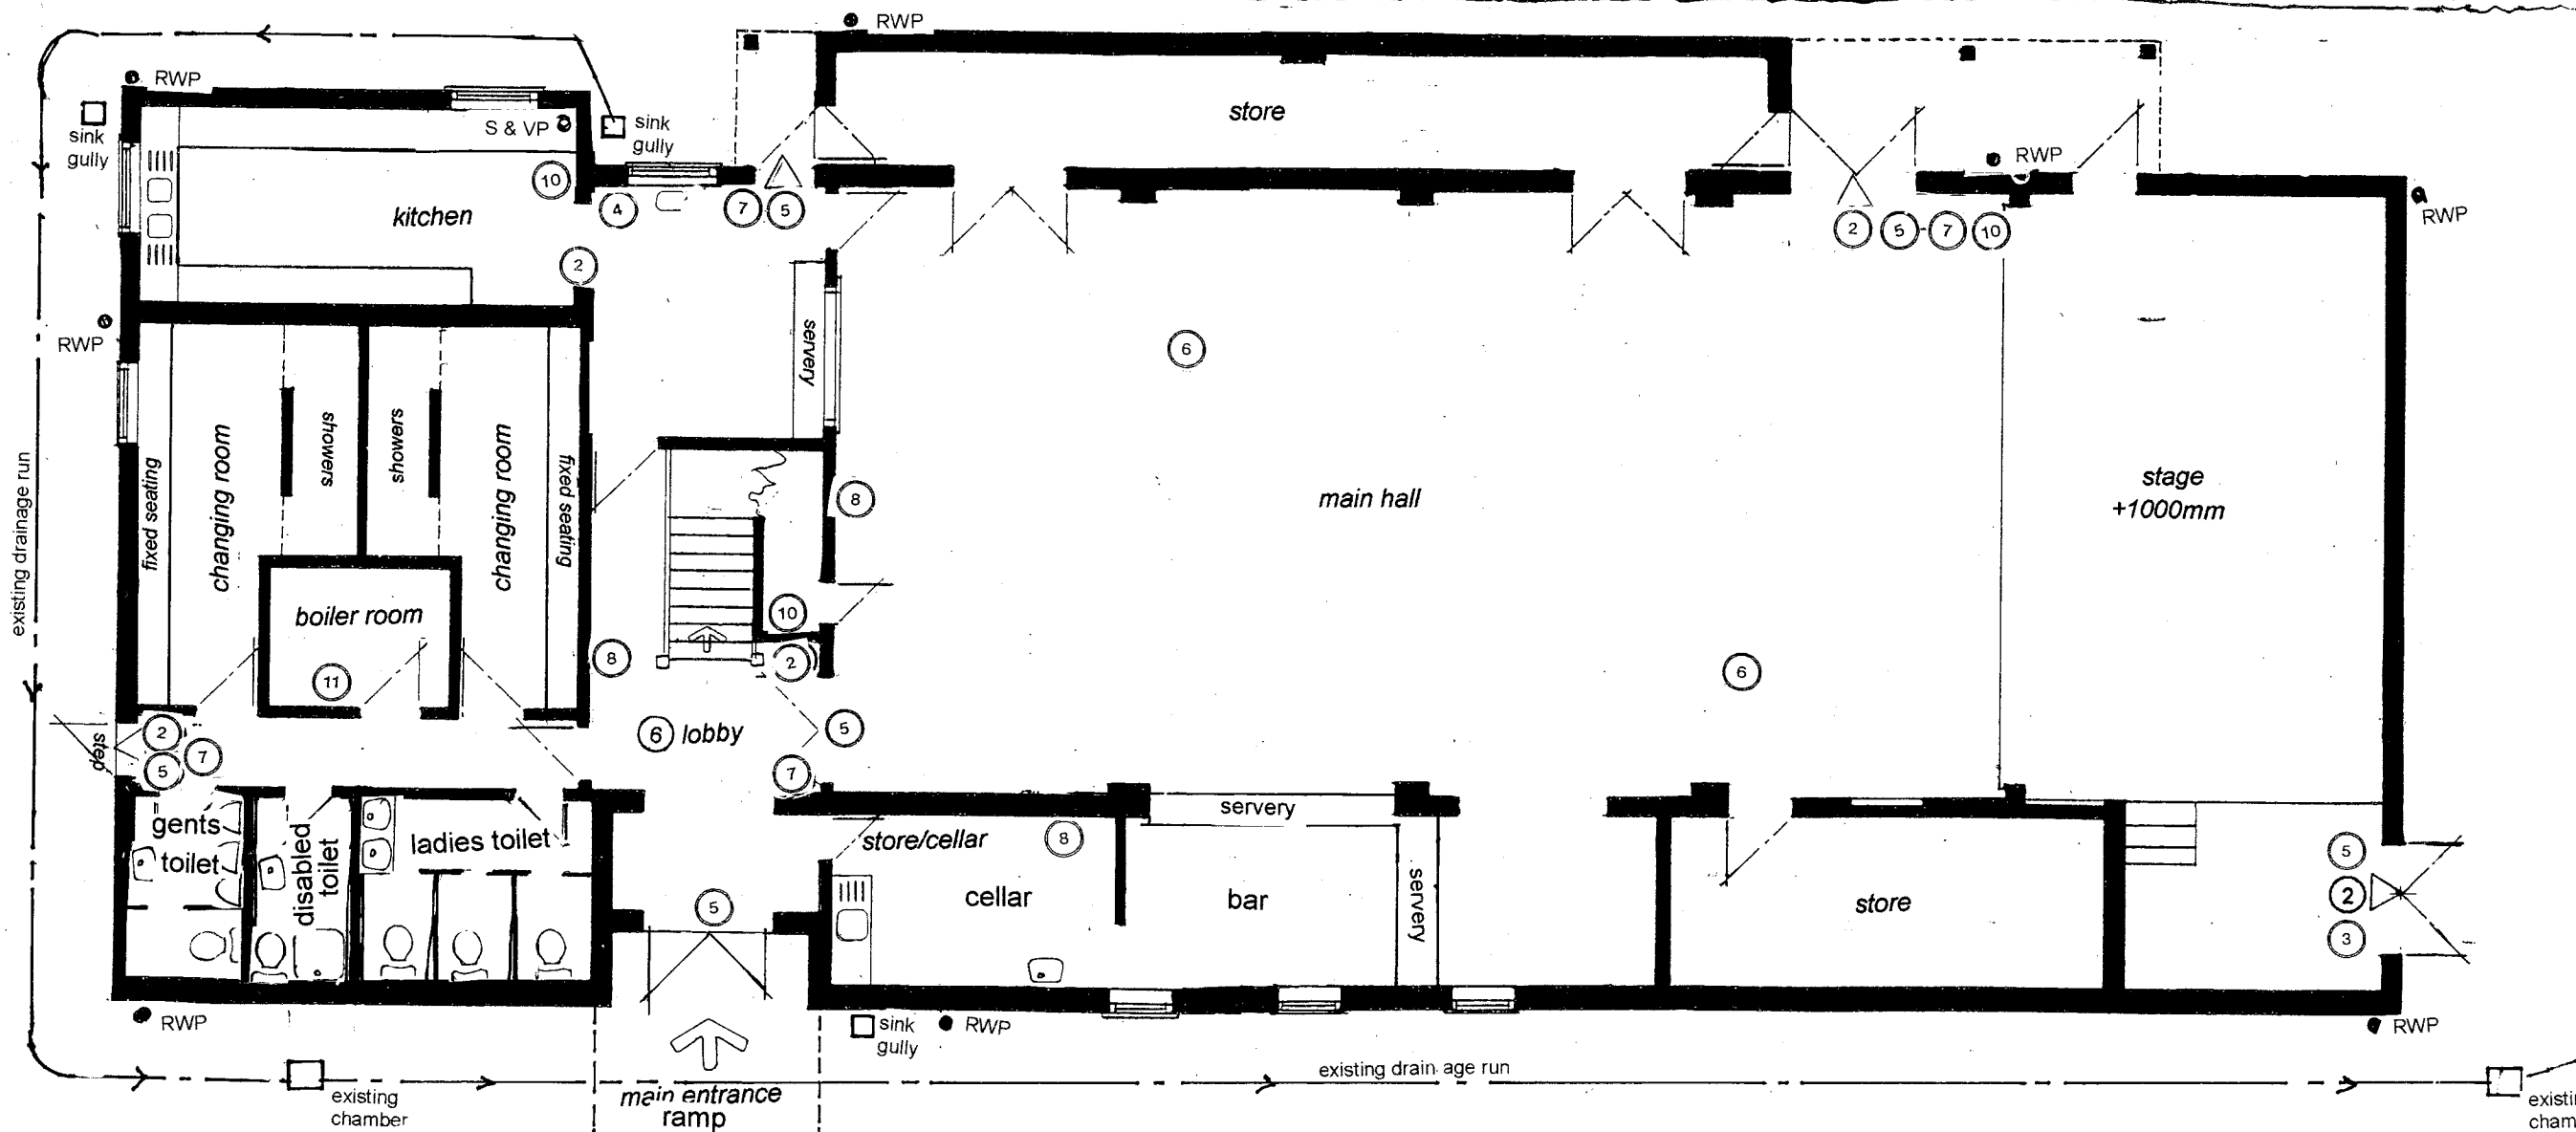 RWP
RWP
sink
gully
S & VP
sink
gully
store
RWP
RWP
10
4
7
5
kitchen
2
2
5
7
10
RWP
servery
6
existing drainage run
fixed seating
changing room
showers
showers
changing room
fixed seating
8
main hall
stage
+1000mm
boiler room
10
8
2
11
6
2
7
5
step
6 lobby
5
7
gents
toilet
disabled
toilet
ladies toilet
store/cellar
8
servery
cellar
bar
servery
store
5
5
2
3
RWP
sink
gully
RWP
RWP
existing
chamber
main entrance
ramp
existing drain age run